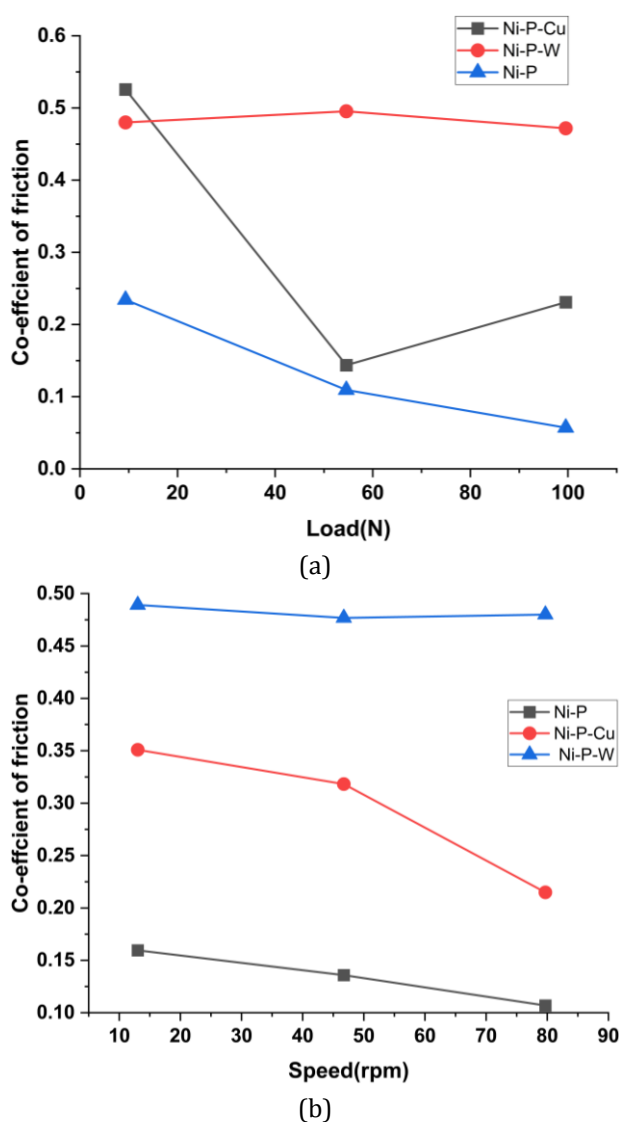 Ni-P-Cu
Ni-P-W
Ni-P
0.6
0.5
0.4
0.3
0.2
0.1
0.0
Co-effcient of friction
0 20 40 60 80 100
Load(N)
(a)
0.50
0.45
0.40
0.35
0.30
0.25
0.20
0.15
0.10
Co-effcient of friction
Ni-P
Ni-P-Cu
Ni-P-W
10 20 30 40 50 60 70 80 90
Speed(rpm)
(b)